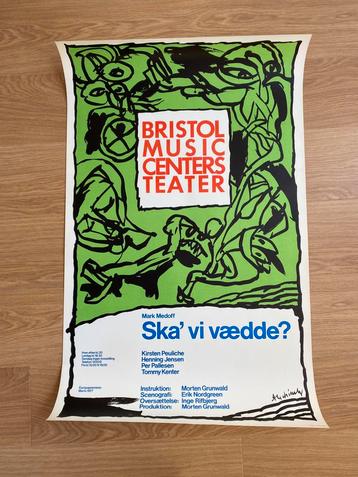 BRISTOL
MUSIC
CENTERS
TEATER
Mark Medoff
Ska' vi vædde?
Kirsten Peuliche
Henning Jensen
Per Pallesen
Tommy Kenter
Instruktion: Morten Grunwald
Scenografi: Erik Nordgreen
Oversættelse: Inge Rifbjerg
Produktion: Morten Grunwald